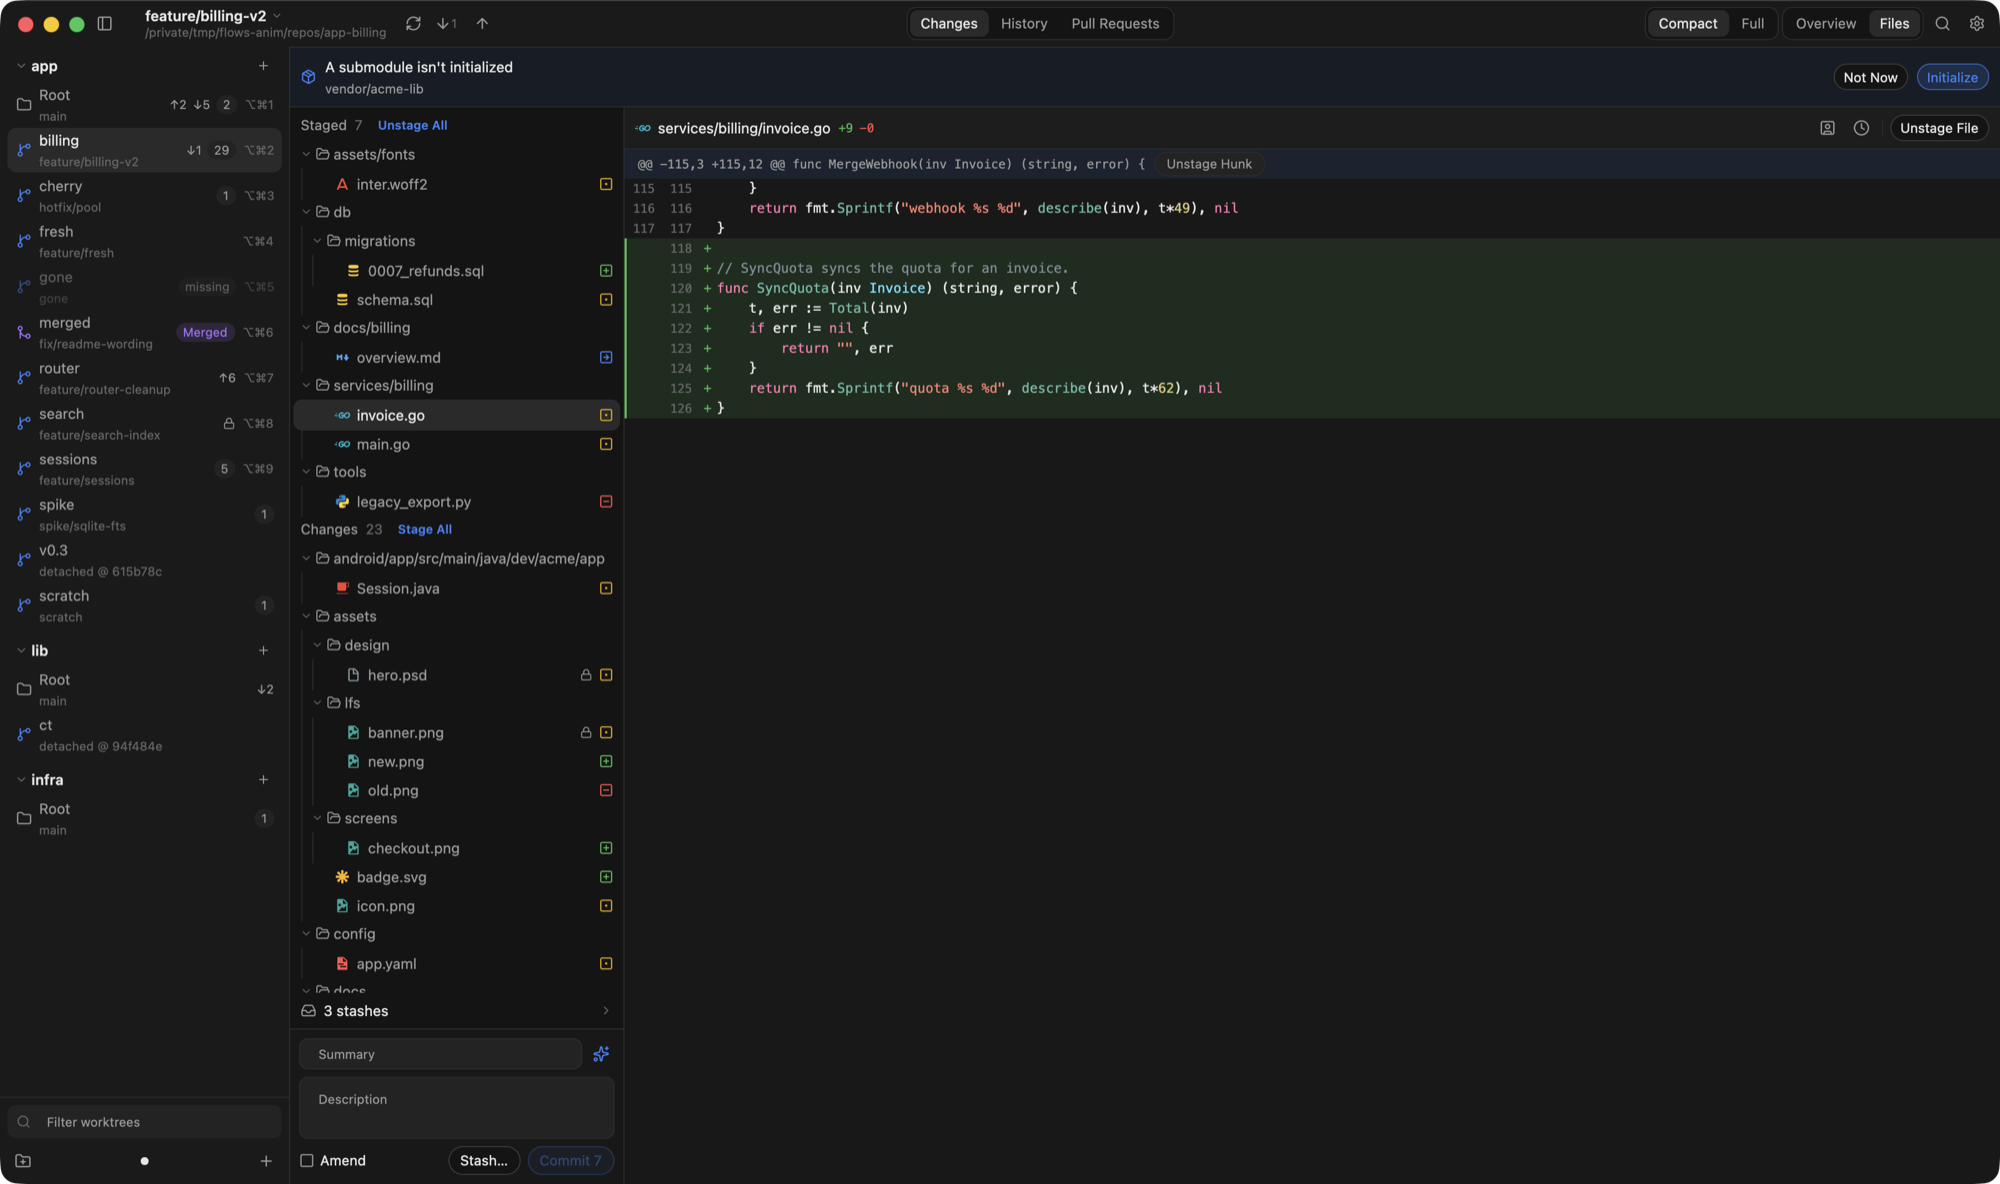 feature/billing-v2
/private/tmp/flows-anim/repos/app-billing
↓1
Changes
History
Pull Requests
Compact
Full
Overview
Files
app
Root
main
↑2 ↓5 2 ⌥⌘1
billing
feature/billing-v2
↓1 29 ⌥⌘2
cherry
hotfix/pool
1 ⌥⌘3
fresh
feature/fresh
⌥⌘4
gone
gone
missing ⌥⌘5
merged
fix/readme-wording
Merged ⌥⌘6
router
feature/router-cleanup
↑6 ⌥⌘7
search
feature/search-index
⌥⌘8
sessions
feature/sessions
5 ⌥⌘9
spike
spike/sqlite-fts
1
v0.3
detached @ 615b78c
scratch
scratch
1
lib
Root
main
↓2
ct
detached @ 94f484e
infra
Root
main
1
Filter worktrees
A submodule isn't initialized
vendor/acme-lib
Not Now
Initialize
Staged 7 Unstage All
assets/fonts
inter.woff2
db
migrations
0007_refunds.sql
schema.sql
docs/billing
overview.md
services/billing
invoice.go
main.go
tools
legacy_export.py
Changes 23 Stage All
android/app/src/main/java/dev/acme/app
Session.java
assets
design
hero.psd
lfs
banner.png
new.png
old.png
screens
checkout.png
badge.svg
icon.png
config
app.yaml
docs
3 stashes
Summary
Description
Amend
Stash...
Commit 7
services/billing/invoice.go +9 −0
Unstage File
@@ −115,3 +115,12 @@ func MergeWebhook(inv Invoice) (string, error) {
Unstage Hunk
115 115 }
116 116 return fmt.Sprintf("webhook %s %d", describe(inv), t*49), nil
117 117 }
118 +
119 + // SyncQuota syncs the quota for an invoice.
120 + func SyncQuota(inv Invoice) (string, error) {
121 + t, err := Total(inv)
122 + if err != nil {
123 + return "", err
124 + }
125 + return fmt.Sprintf("quota %s %d", describe(inv), t*62), nil
126 + }